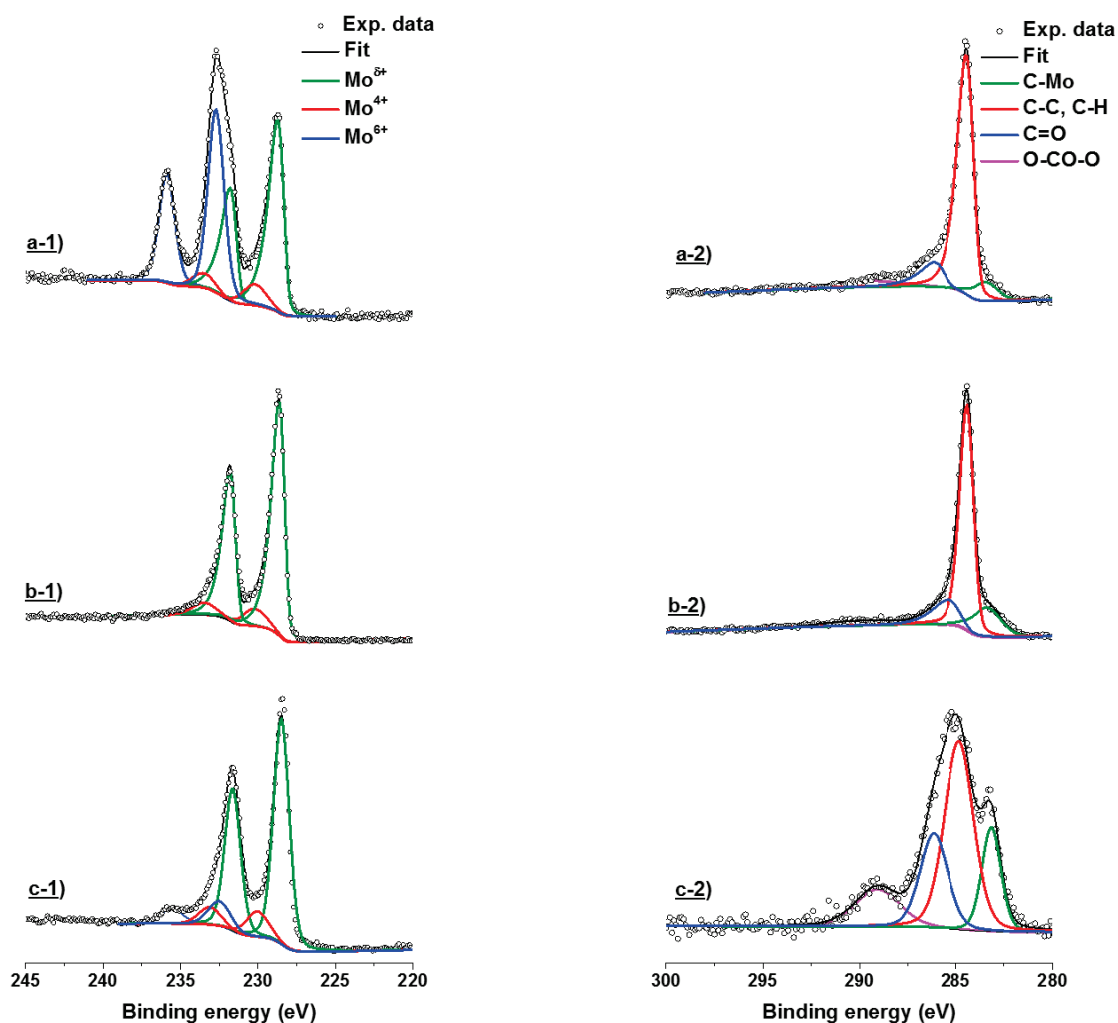 Exp. data
Fit
Moδ+
Mo4+
Mo6+
a-1)
b-1)
c-1)
245 240 235 230 225 220
Binding energy (eV)
Exp. data
Fit
C-Mo
C-C, C-H
C=O
O-CO-O
a-2)
b-2)
c-2)
300 295 290 285 280
Binding energy (eV)